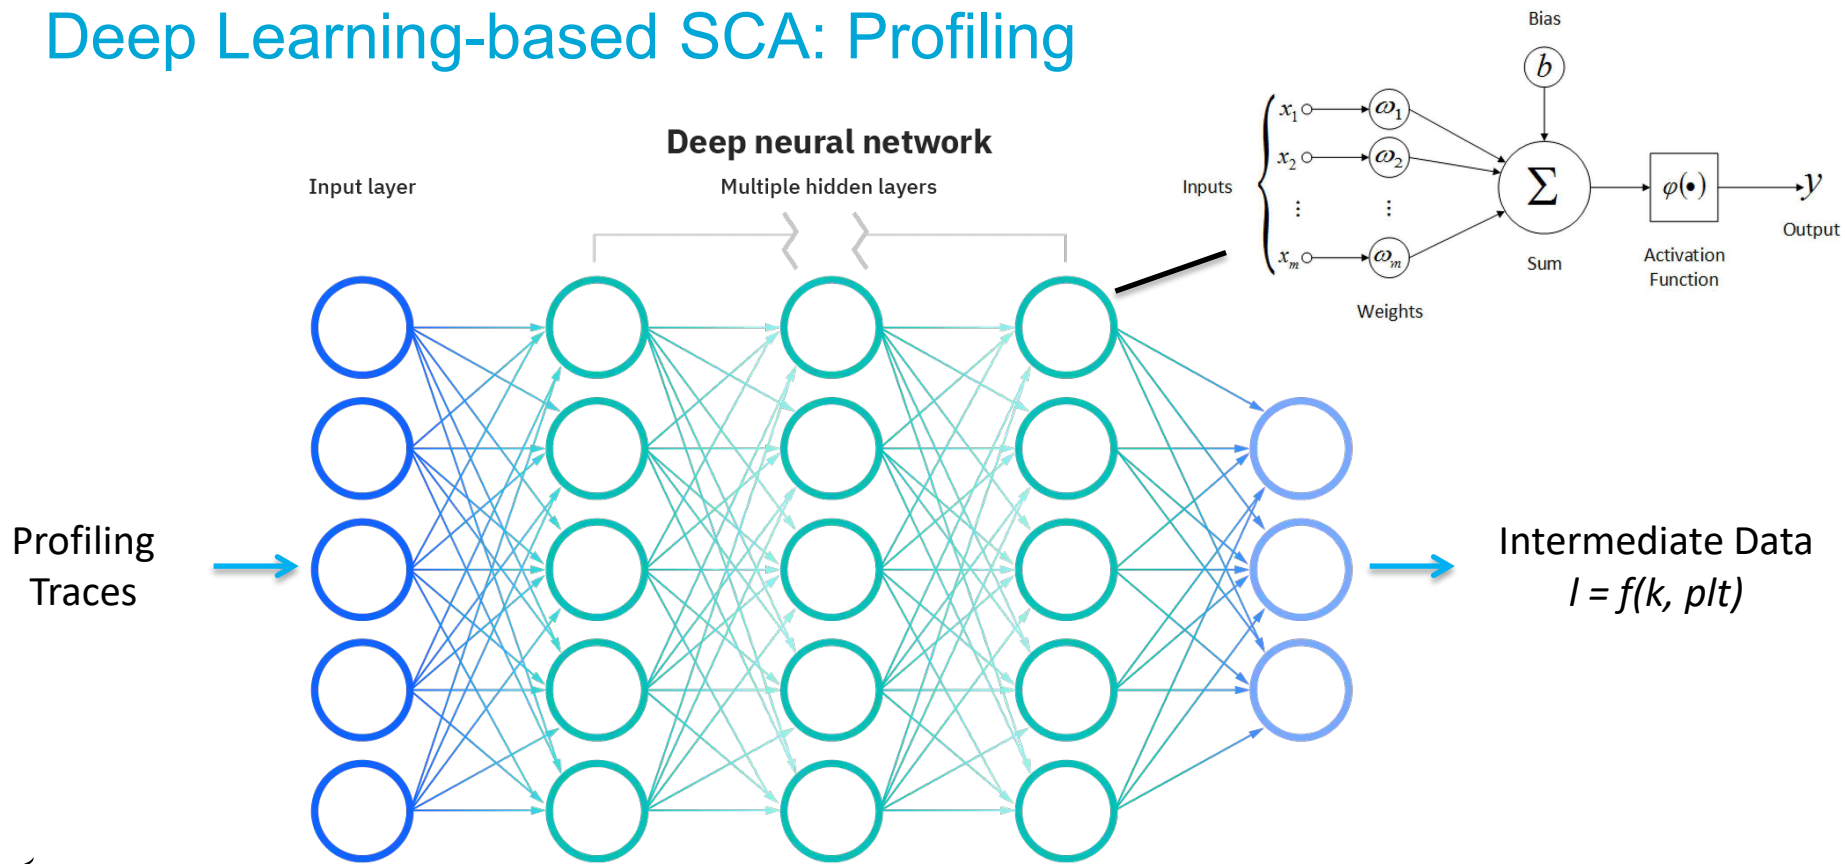 Deep Learning-based SCA: Profiling
Deep neural network
Input layer
Multiple hidden layers
Bias
b
x₁
ω₁
x₂
ω₂
Inputs
⋮
⋮
xₘ
ωₘ
Weights
Σ
Sum
φ(•)
Activation
Function
y
Output
Profiling
Traces
Intermediate Data
l = f(k, plt)